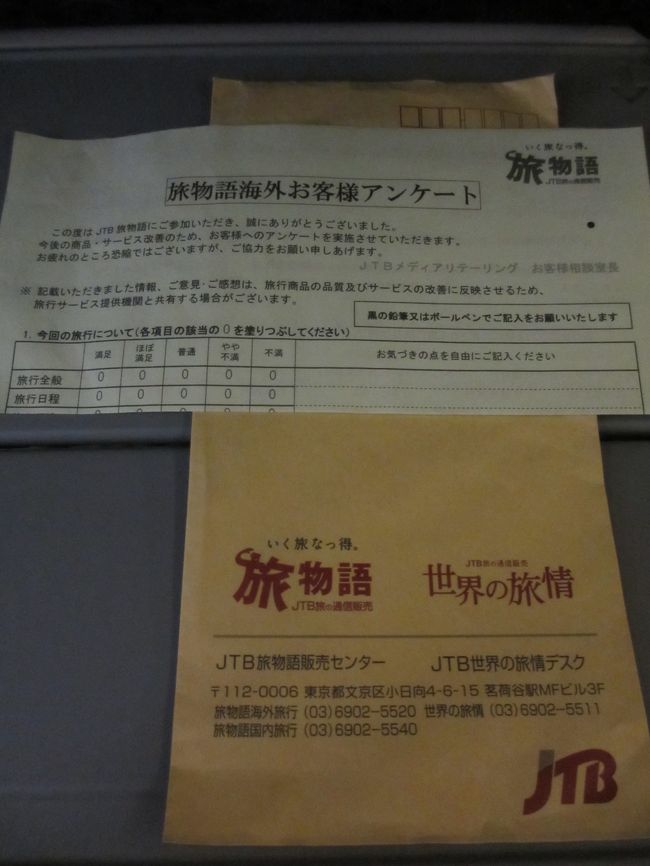 いく旅なっ得。
旅物語
JTB旅の通信販売
旅物語海外お客様アンケート
この度は JTB 旅物語にご参加いただき、誠にありがとうございました。
今後の商品・サービス改善のため、お客様へのアンケートを実施させていただきます。
お疲れのところ恐縮ではございますが、ご協力をお願い申しあげます。
JTBメディアリテーリング お客様相談室長
※ 記載いただきました情報、ご意見・ご感想は、旅行商品の品質及びサービスの改善に反映させるため、
旅行サービス提供機関と共有する場合がございます。
黒の鉛筆又はボールペンでご記入をお願いいたします
1. 今回の旅行について(各項目の該当の 0 を塗りつぶしてください)
満足 ほぼ満足 普通 やや不満 不満 お気づきの点を自由にご記入ください
旅行全般 0 0 0 0 0
旅行日程 0 0 0 0 0
いく旅なっ得。
旅物語
JTB旅の通信販売
JTB旅の通信販売
世界の旅情
JTB旅物語販売センター JTB世界の旅情デスク
〒112-0006 東京都文京区小日向4-6-15 茗荷谷駅MFビル3F
旅物語海外旅行 (03)6902-5520 世界の旅情 (03)6902-5511
旅物語国内旅行 (03)6902-5540
JTB